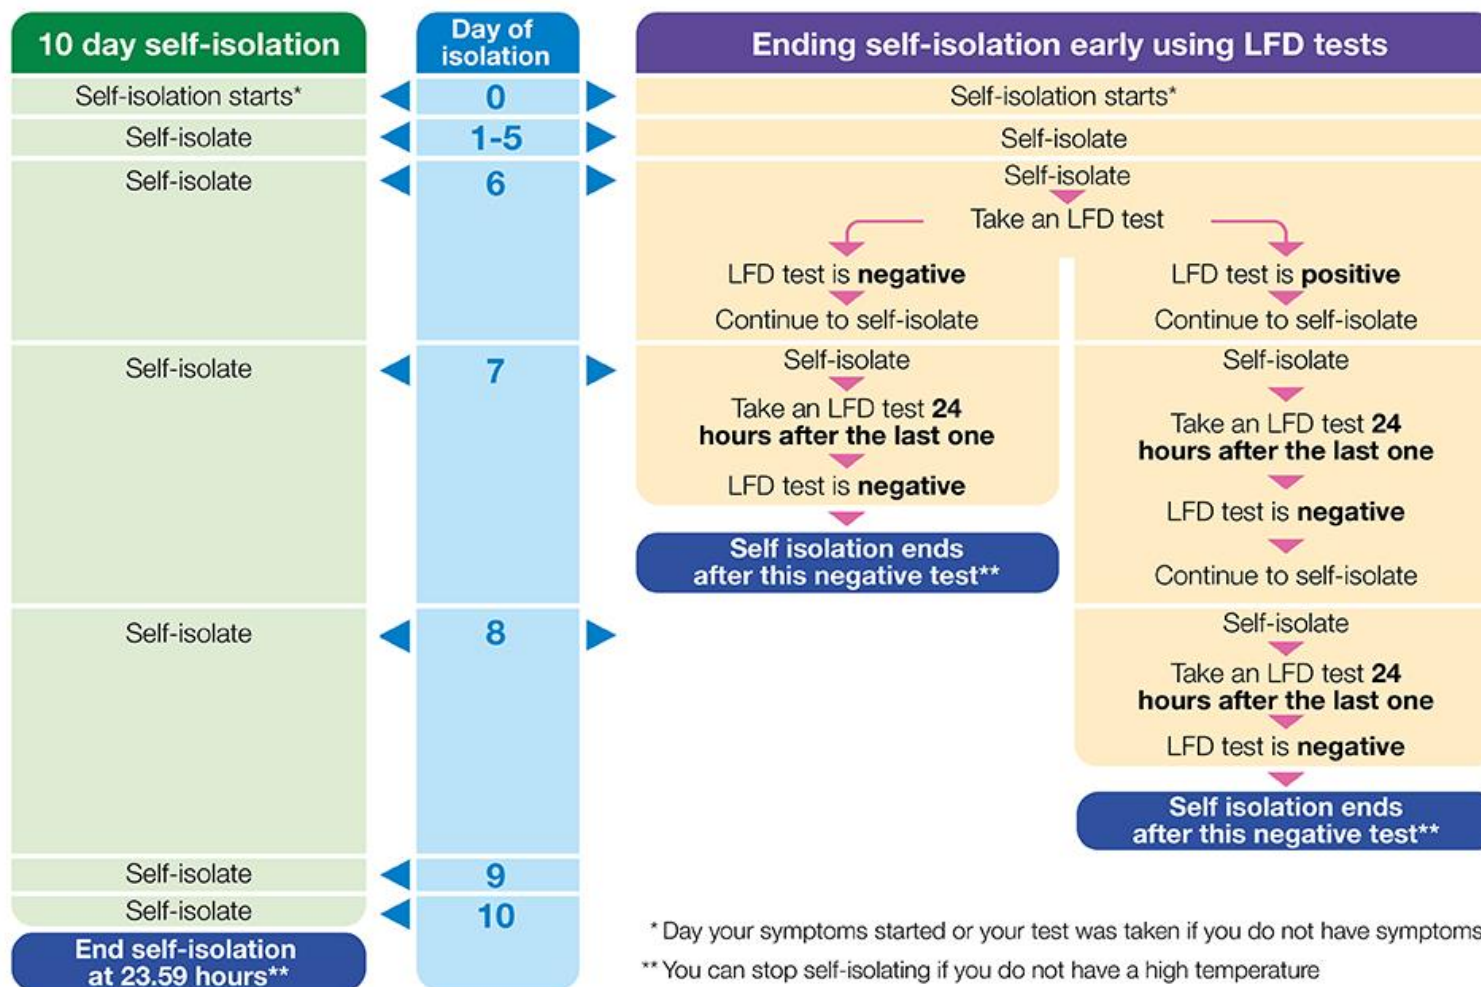 10 day self-isolation
Day of
isolation
Ending self-isolation early using LFD tests
Self-isolation starts*
0
Self-isolation starts*
Self-isolate
1-5
Self-isolate
Self-isolate
6
Self-isolate
Take an LFD test
LFD test is negative
LFD test is positive
Continue to self-isolate
Continue to self-isolate
Self-isolate
7
Self-isolate
Take an LFD test 24
hours after the last one
LFD test is negative
Self isolation ends
after this negative test**
Self-isolate
Take an LFD test 24
hours after the last one
LFD test is negative
Continue to self-isolate
Self-isolate
8
Self-isolate
Take an LFD test 24
hours after the last one
LFD test is negative
Self isolation ends
after this negative test**
Self-isolate
9
Self-isolate
10
End self-isolation
at 23.59 hours**
* Day your symptoms started or your test was taken if you do not have symptoms
** You can stop self-isolating if you do not have a high temperature